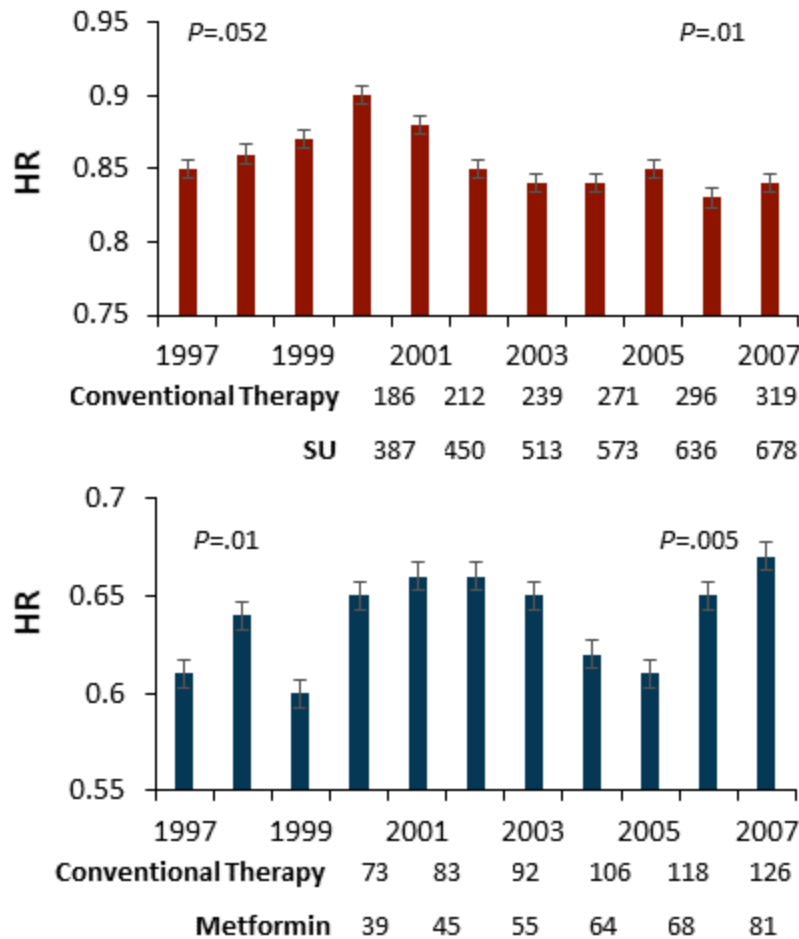 0.95
P=.052 P=.01
0.9
HR
0.85
0.8
0.75
1997 1999 2001 2003 2005 2007
Conventional Therapy 186 212 239 271 296 319
SU 387 450 513 573 636 678
0.7
P=.01 P=.005
HR
0.65
0.6
0.55
1997 1999 2001 2003 2005 2007
Conventional Therapy 73 83 92 106 118 126
Metformin 39 45 55 64 68 81